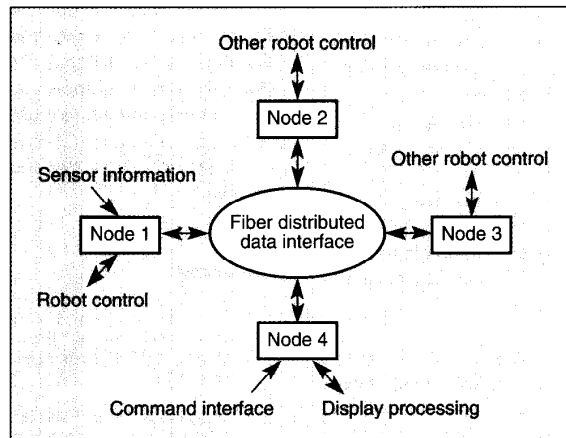 Other robot control
Node 2
Other robot control
Sensor information
Fiber distributed
data interface
Node 1
Node 3
Robot control
Node 4
Command interface
Display processing